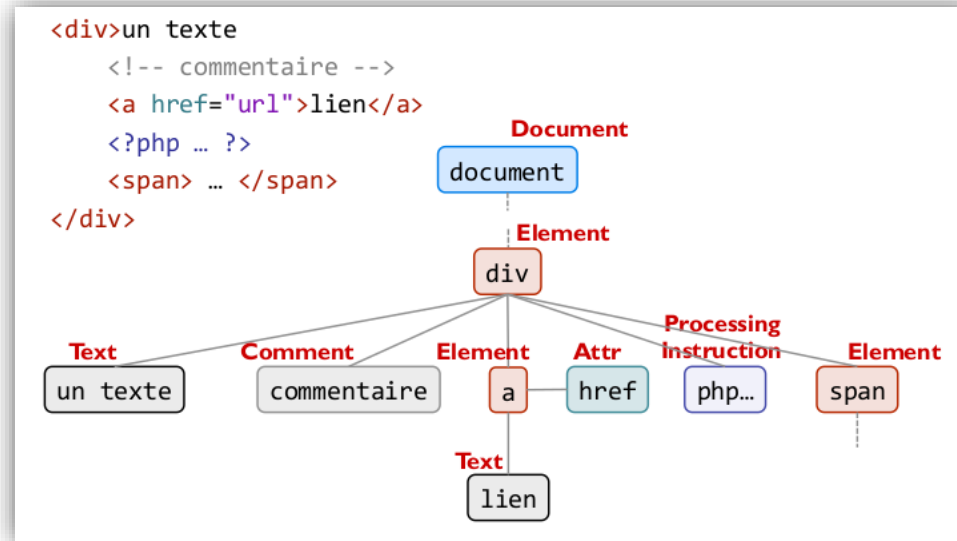 <div>un texte
<!-- commentaire -->
<a href="url">lien</a>
<?php … ?>
<span> … </span>
</div>
Document
document
Element
div
Processing
instruction
Text
Comment
Element
Attr
Element
un texte
commentaire
a
href
php…
span
Text
lien